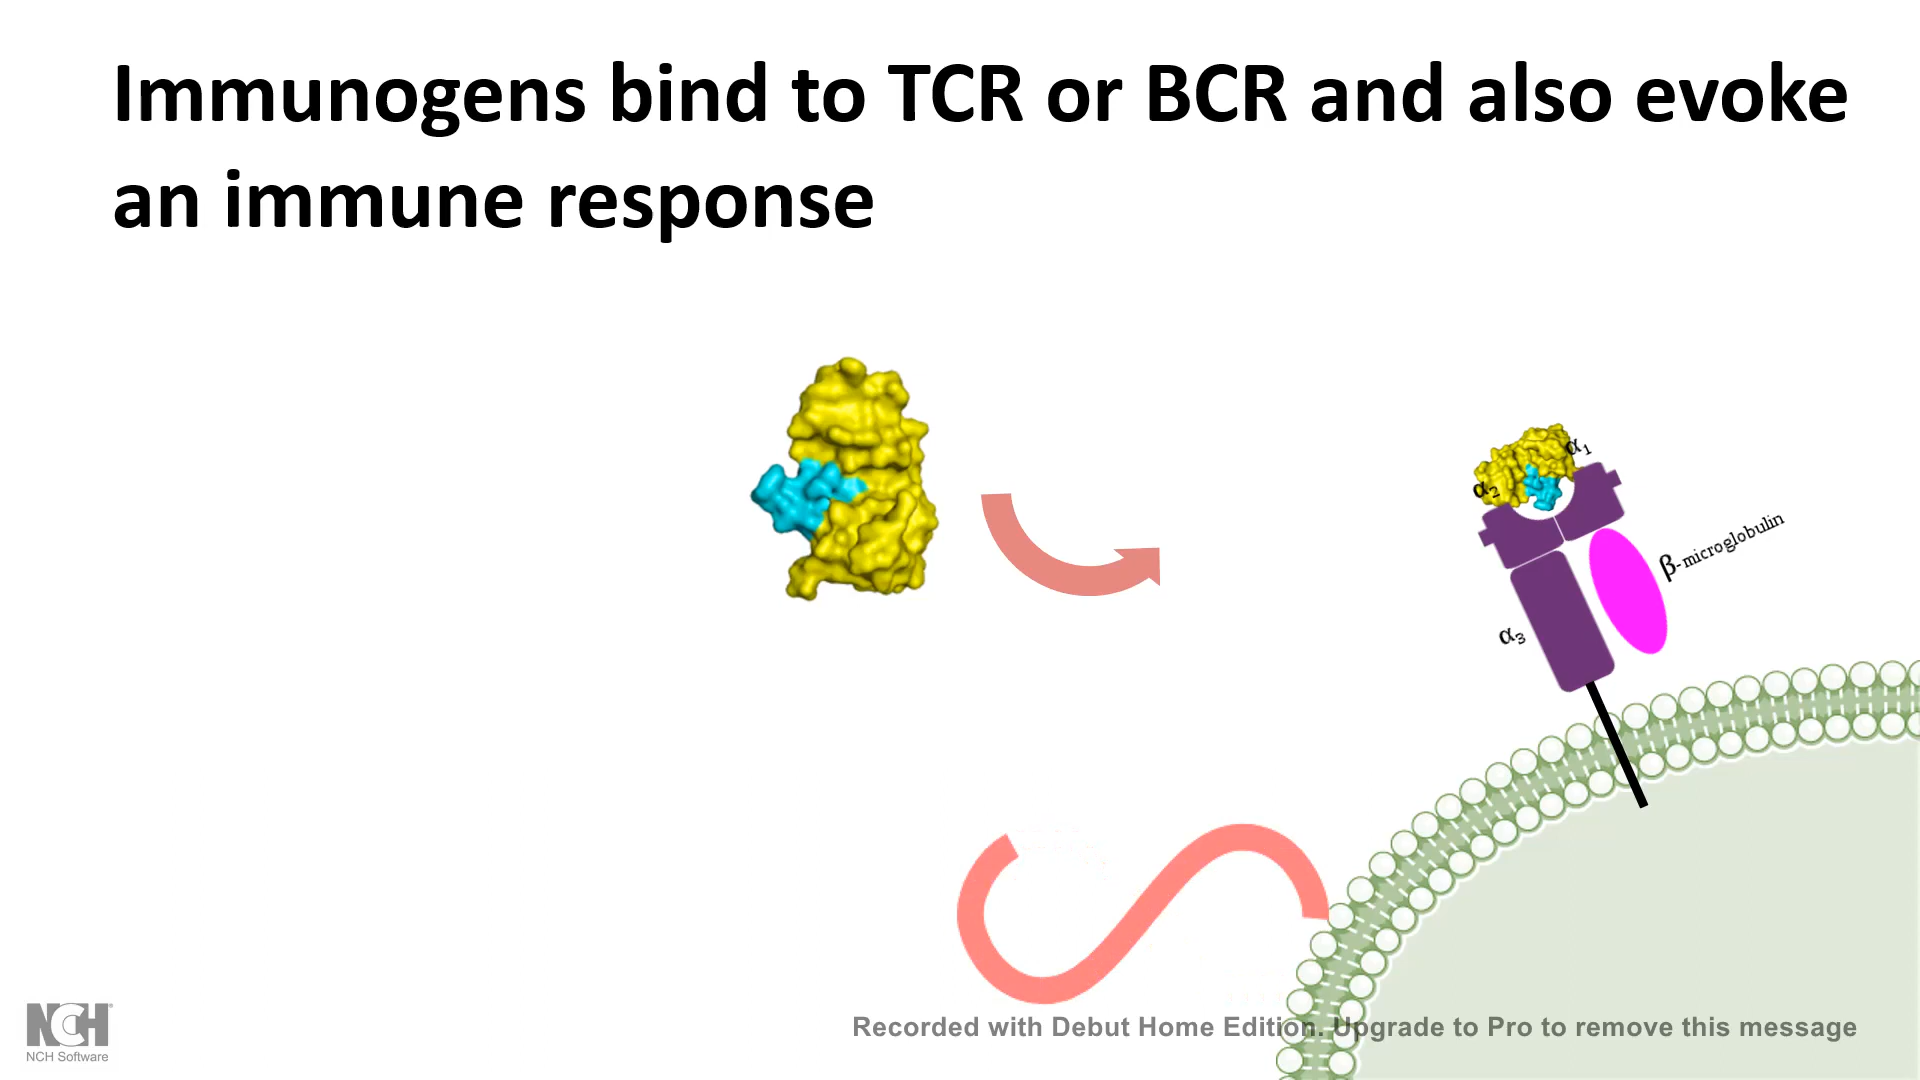 Immunogens bind to TCR or BCR and also evoke
an immune response
α1
α2
β-microglobulin
α3
NCH
NCH Software
Recorded with Debut Home Edition. Upgrade to Pro to remove this message